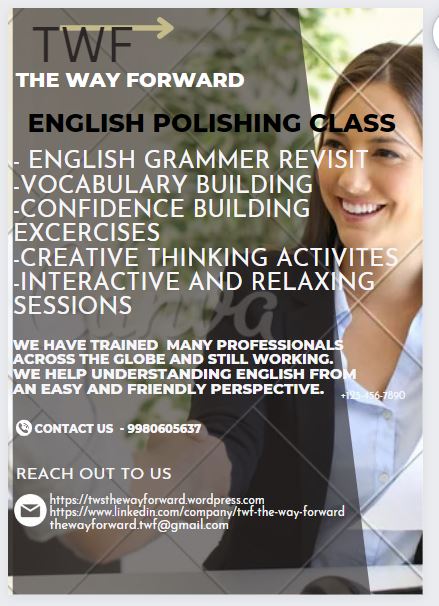 TWF
THE WAY FORWARD
ENGLISH POLISHING CLASS
- ENGLISH GRAMMER REVISIT
-VOCABULARY BUILDING
-CONFIDENCE BUILDING
EXCERCISES
-CREATIVE THINKING ACTIVITES
-INTERACTIVE AND RELAXING
SESSIONS
Canva
WE HAVE TRAINED MANY PROFESSIONALS
ACROSS THE GLOBE AND STILL WORKING.
WE HELP UNDERSTANDING ENGLISH FROM
AN EASY AND FRIENDLY PERSPECTIVE.
+123-456-7890
CONTACT US - 9980605637
REACH OUT TO US
https://twsthewayforward.wordpress.com
https://www.linkedin.com/company/twf-the-way-forward
thewayforward.twf@gmail.com